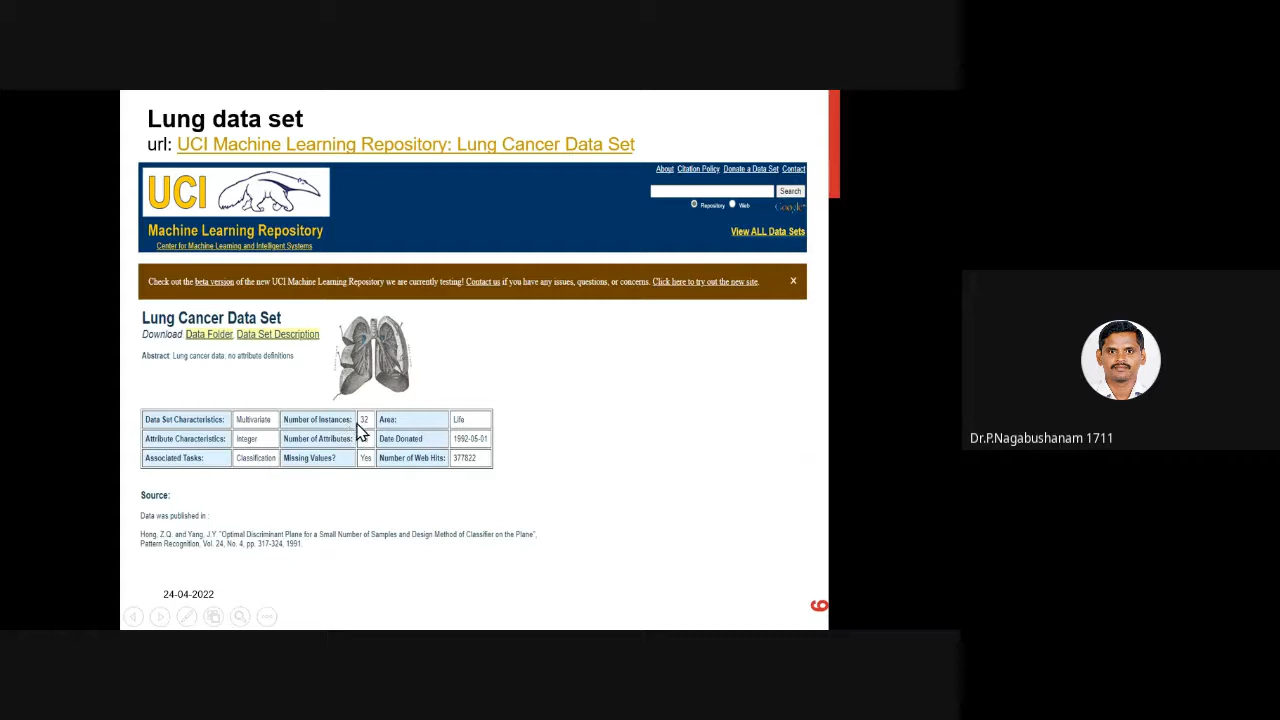 Lung data set
url: UCI Machine Learning Repository: Lung Cancer Data Set
About Citation Policy Donate a Data Set Contact
UCI
Search
Repository Web
Google
Machine Learning Repository
Center for Machine Learning and Intelligent Systems
View ALL Data Sets
Check out the beta version of the new UCI Machine Learning Repository we are currently testing! Contact us if you have any issues, questions, or concerns. Click here to try out the new site.
X
Lung Cancer Data Set
Download: Data Folder, Data Set Description
Abstract: Lung cancer data; no attribute definitions
Data Set Characteristics: Multivariate Number of Instances: 32 Area: Life
Attribute Characteristics: Integer Number of Attributes: Date Donated 1992-05-01
Associated Tasks: Classification Missing Values? Yes Number of Web Hits: 377822
Source:
Data was published in :
Hong, Z.Q. and Yang, J.Y. "Optimal Discriminant Plane for a Small Number of Samples and Design Method of Classifier on the Plane",
Pattern Recognition, Vol. 24, No. 4, pp. 317-324, 1991.
24-04-2022
6
Dr.P.Nagabushanam 1711